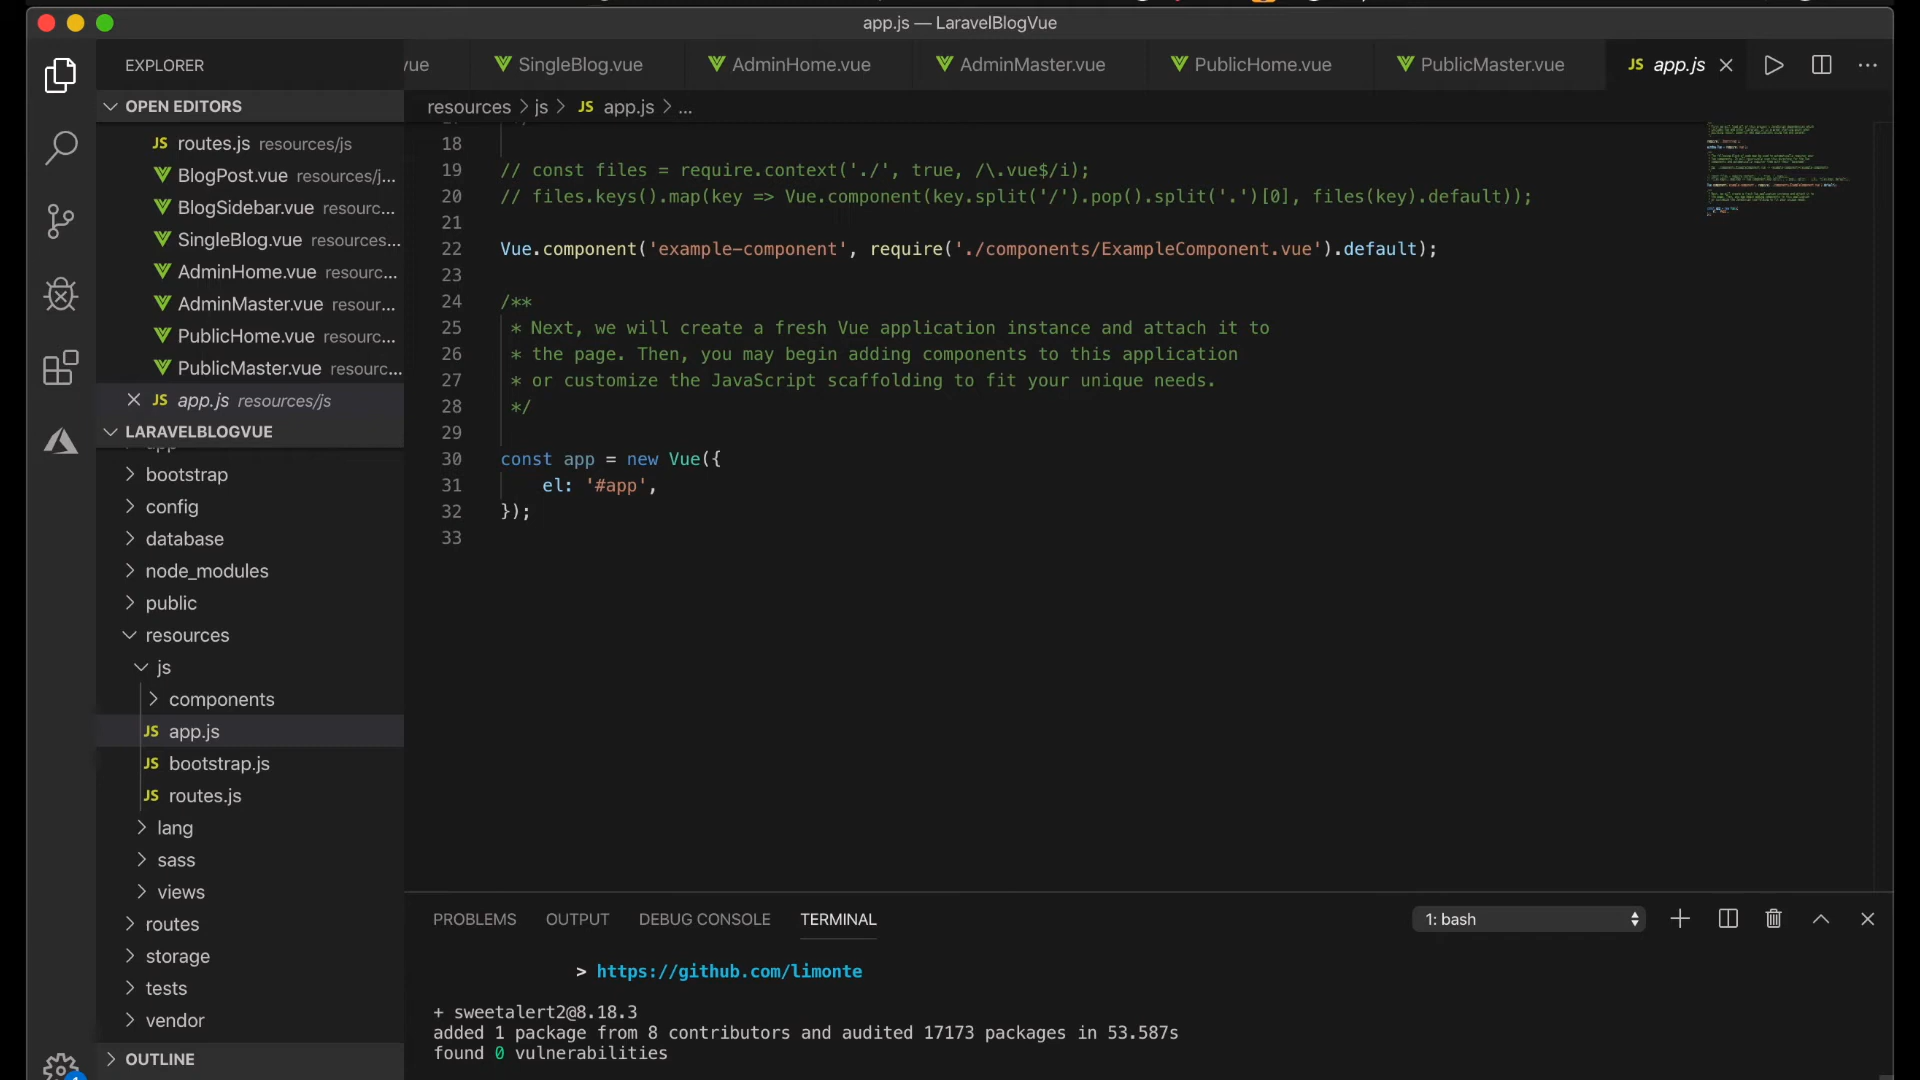 app.js — LaravelBlogVue
EXPLORER
vue
SingleBlog.vue
AdminHome.vue
AdminMaster.vue
PublicHome.vue
PublicMaster.vue
JS app.js
OPEN EDITORS
resources > js > JS app.js > ...
JS routes.js resources/js
BlogPost.vue resources/j...
BlogSidebar.vue resourc...
SingleBlog.vue resources...
AdminHome.vue resourc...
AdminMaster.vue resour...
PublicHome.vue resourc...
PublicMaster.vue resourc...
JS app.js resources/js
LARAVELBLOGVUE
bootstrap
config
database
node_modules
public
resources
js
components
JS app.js
JS bootstrap.js
JS routes.js
lang
sass
views
routes
storage
tests
vendor
OUTLINE
18
19 // const files = require.context('./', true, /\.vue$/i);
20 // files.keys().map(key => Vue.component(key.split('/').pop().split('.')[0], files(key).default));
21
22 Vue.component('example-component', require('./components/ExampleComponent.vue').default);
23
24 /**
25 * Next, we will create a fresh Vue application instance and attach it to
26 * the page. Then, you may begin adding components to this application
27 * or customize the JavaScript scaffolding to fit your unique needs.
28 */
29
30 const app = new Vue({
31 el: '#app',
32 });
33
PROBLEMS OUTPUT DEBUG CONSOLE TERMINAL
1: bash
> https://github.com/limonte
+ sweetalert2@8.18.3
added 1 package from 8 contributors and audited 17173 packages in 53.587s
found 0 vulnerabilities